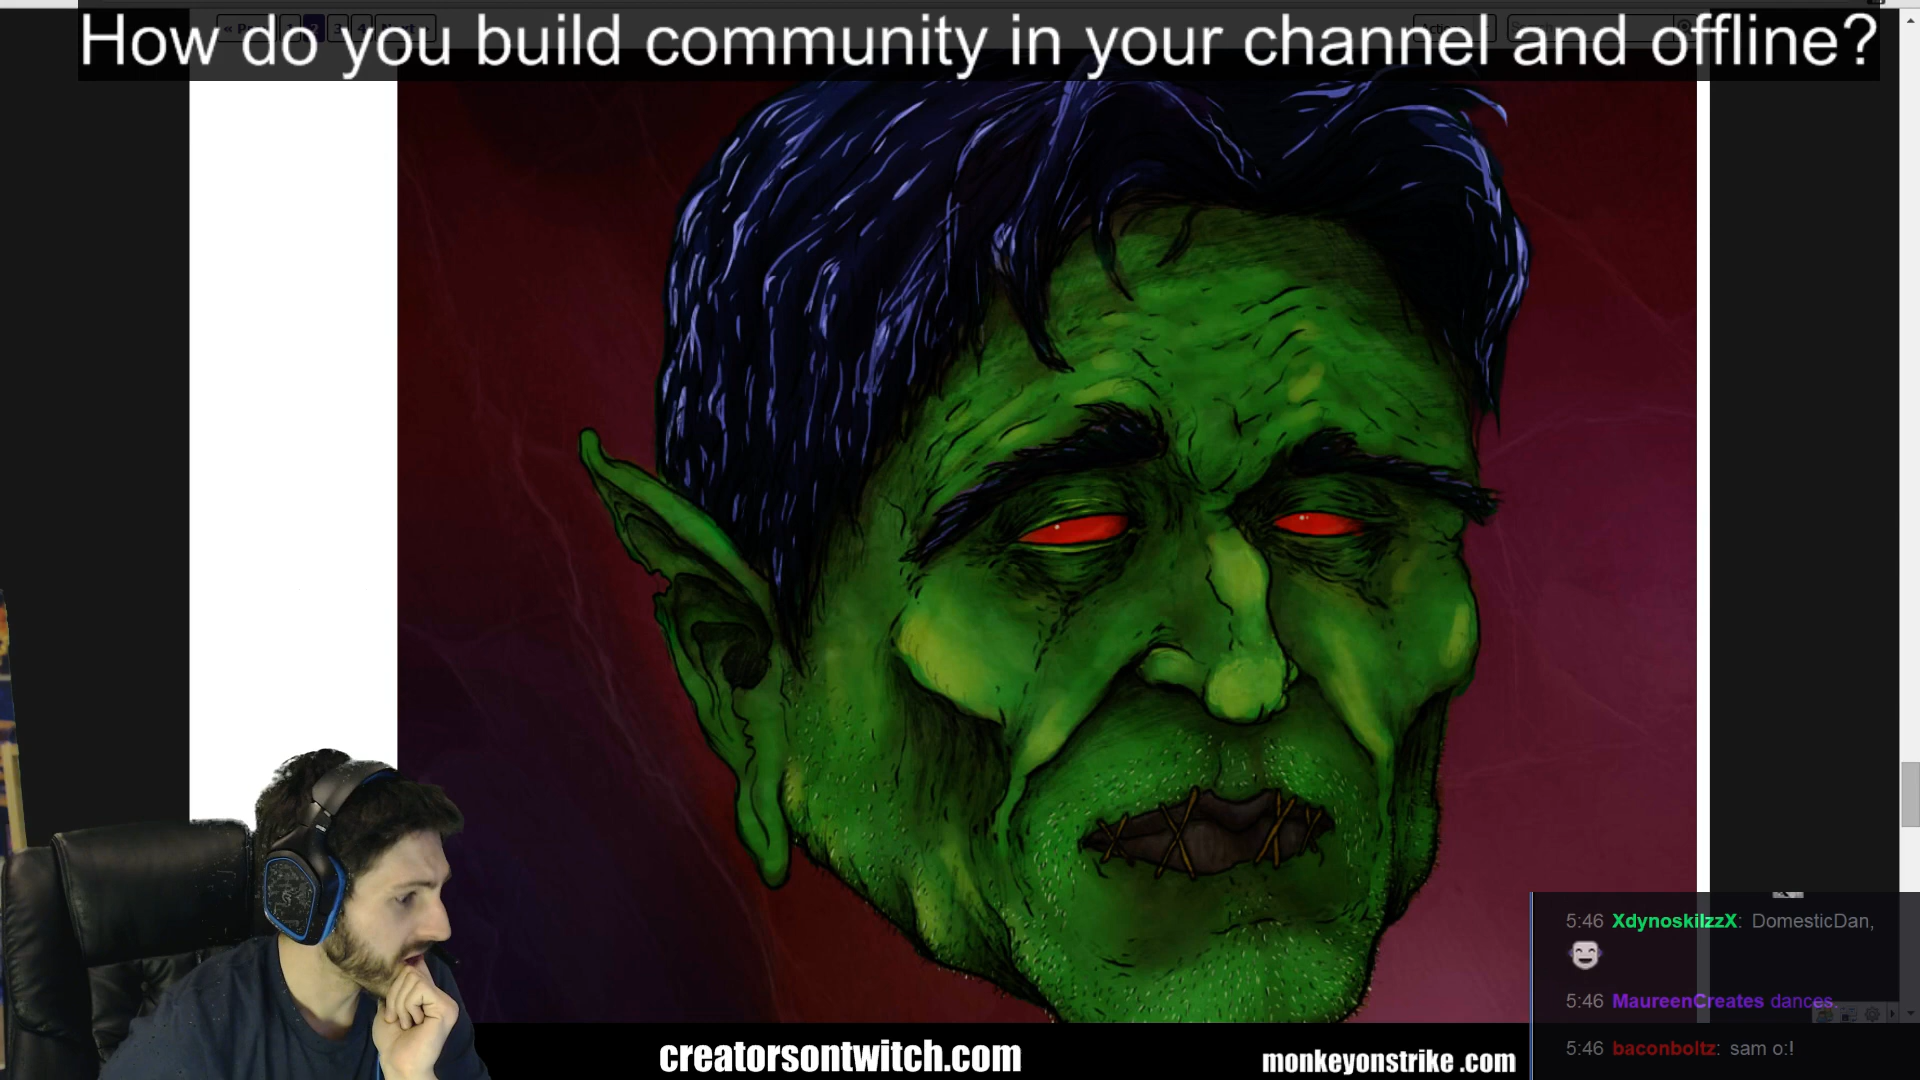 How do you build community in your channel and offline?
5:46 XdynoskilzzX: DomesticDan,
5:46 MaureenCreates dances.
5:46 baconboltz: sam o:!
creatorsontwitch.com
monkeyonstrike .com